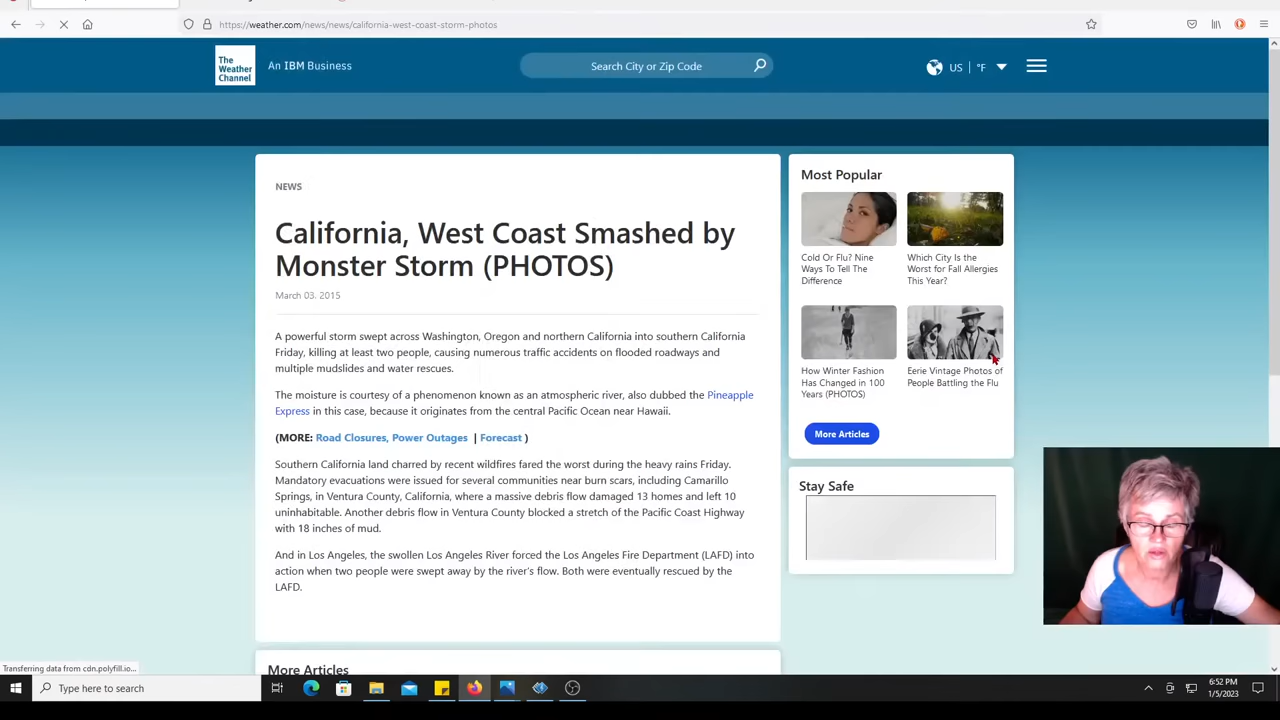 https://weather.com/news/news/california-west-coast-storm-photos
The
Weather
Channel
An IBM Business
Search City or Zip Code
US | °F
NEWS
California, West Coast Smashed by
Monster Storm (PHOTOS)
March 03. 2015
A powerful storm swept across Washington, Oregon and northern California into southern California
Friday, killing at least two people, causing numerous traffic accidents on flooded roadways and
multiple mudslides and water rescues.
The moisture is courtesy of a phenomenon known as an atmospheric river, also dubbed the Pineapple
Express in this case, because it originates from the central Pacific Ocean near Hawaii.
(MORE: Road Closures, Power Outages | Forecast )
Southern California land charred by recent wildfires fared the worst during the heavy rains Friday.
Mandatory evacuations were issued for several communities near burn scars, including Camarillo
Springs, in Ventura County, California, where a massive debris flow damaged 13 homes and left 10
uninhabitable. Another debris flow in Ventura County blocked a stretch of the Pacific Coast Highway
with 18 inches of mud.
And in Los Angeles, the swollen Los Angeles River forced the Los Angeles Fire Department (LAFD) into
action when two people were swept away by the river's flow. Both were eventually rescued by the
LAFD.
More Articles
Most Popular
Cold Or Flu? Nine
Ways To Tell The
Difference
Which City Is the
Worst for Fall Allergies
This Year?
How Winter Fashion
Has Changed in 100
Years (PHOTOS)
Eerie Vintage Photos of
People Battling the Flu
More Articles
Stay Safe
Transferring data from cdn.polyfill.io...
Type here to search
6:52 PM
1/5/2023